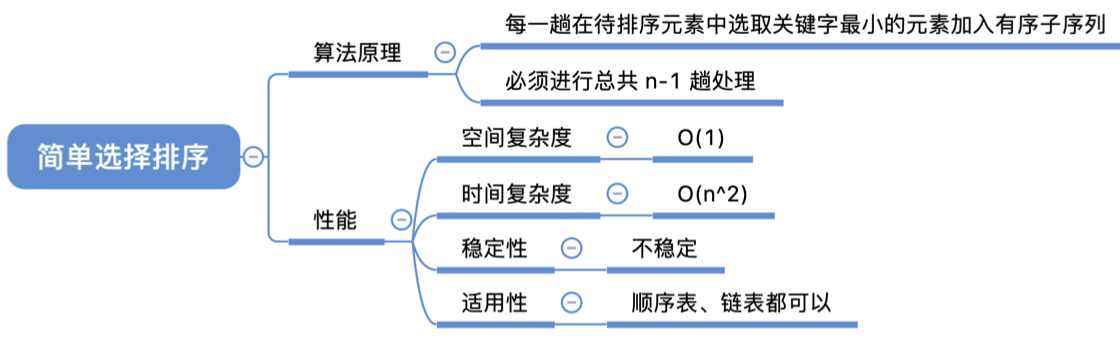 简单选择排序
算法原理
每一趟在待排序元素中选取关键字最小的元素加入有序子序列
必须进行总共 n-1 趟处理
性能
空间复杂度
O(1)
时间复杂度
O(n^2)
稳定性
不稳定
适用性
顺序表、链表都可以